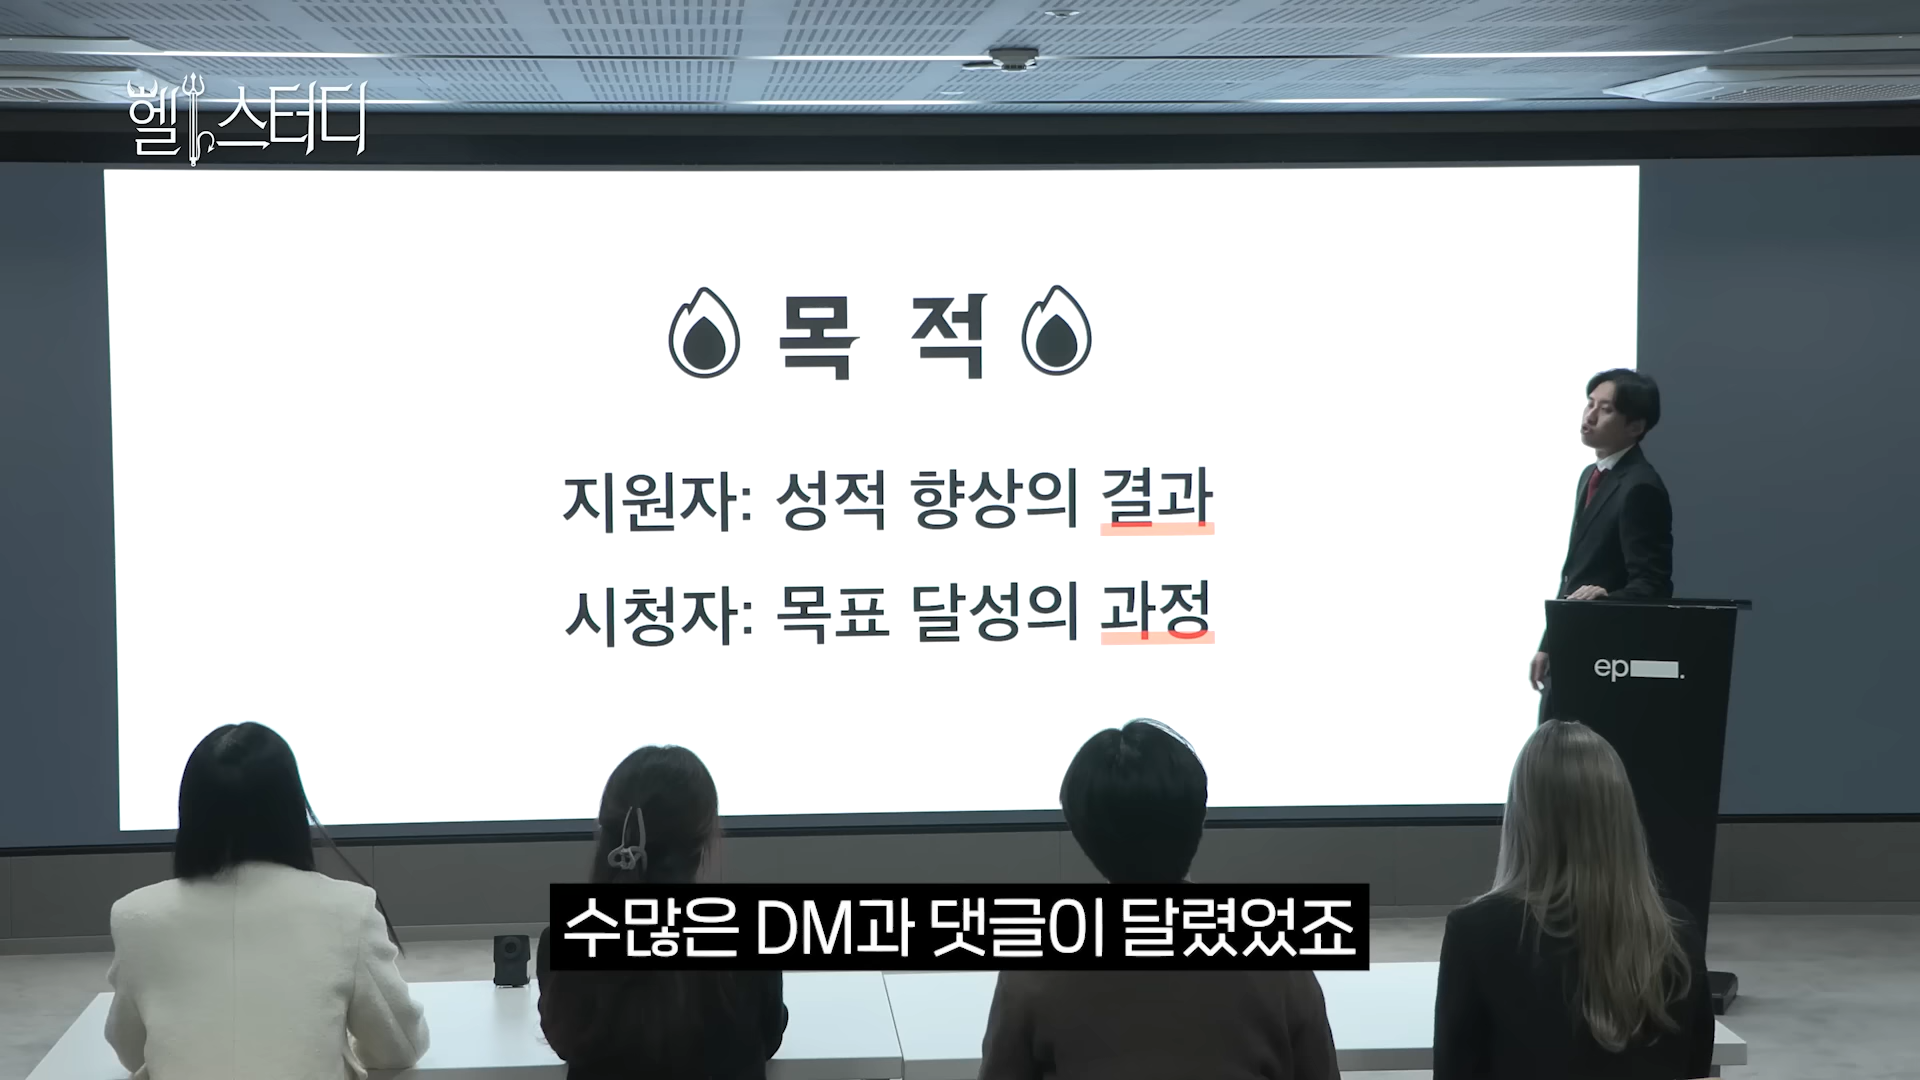 헬스터디
목 적
지원자: 성적 향상의 결과
시청자: 목표 달성의 과정
ep .
수많은 DM과 댓글이 달렸었죠